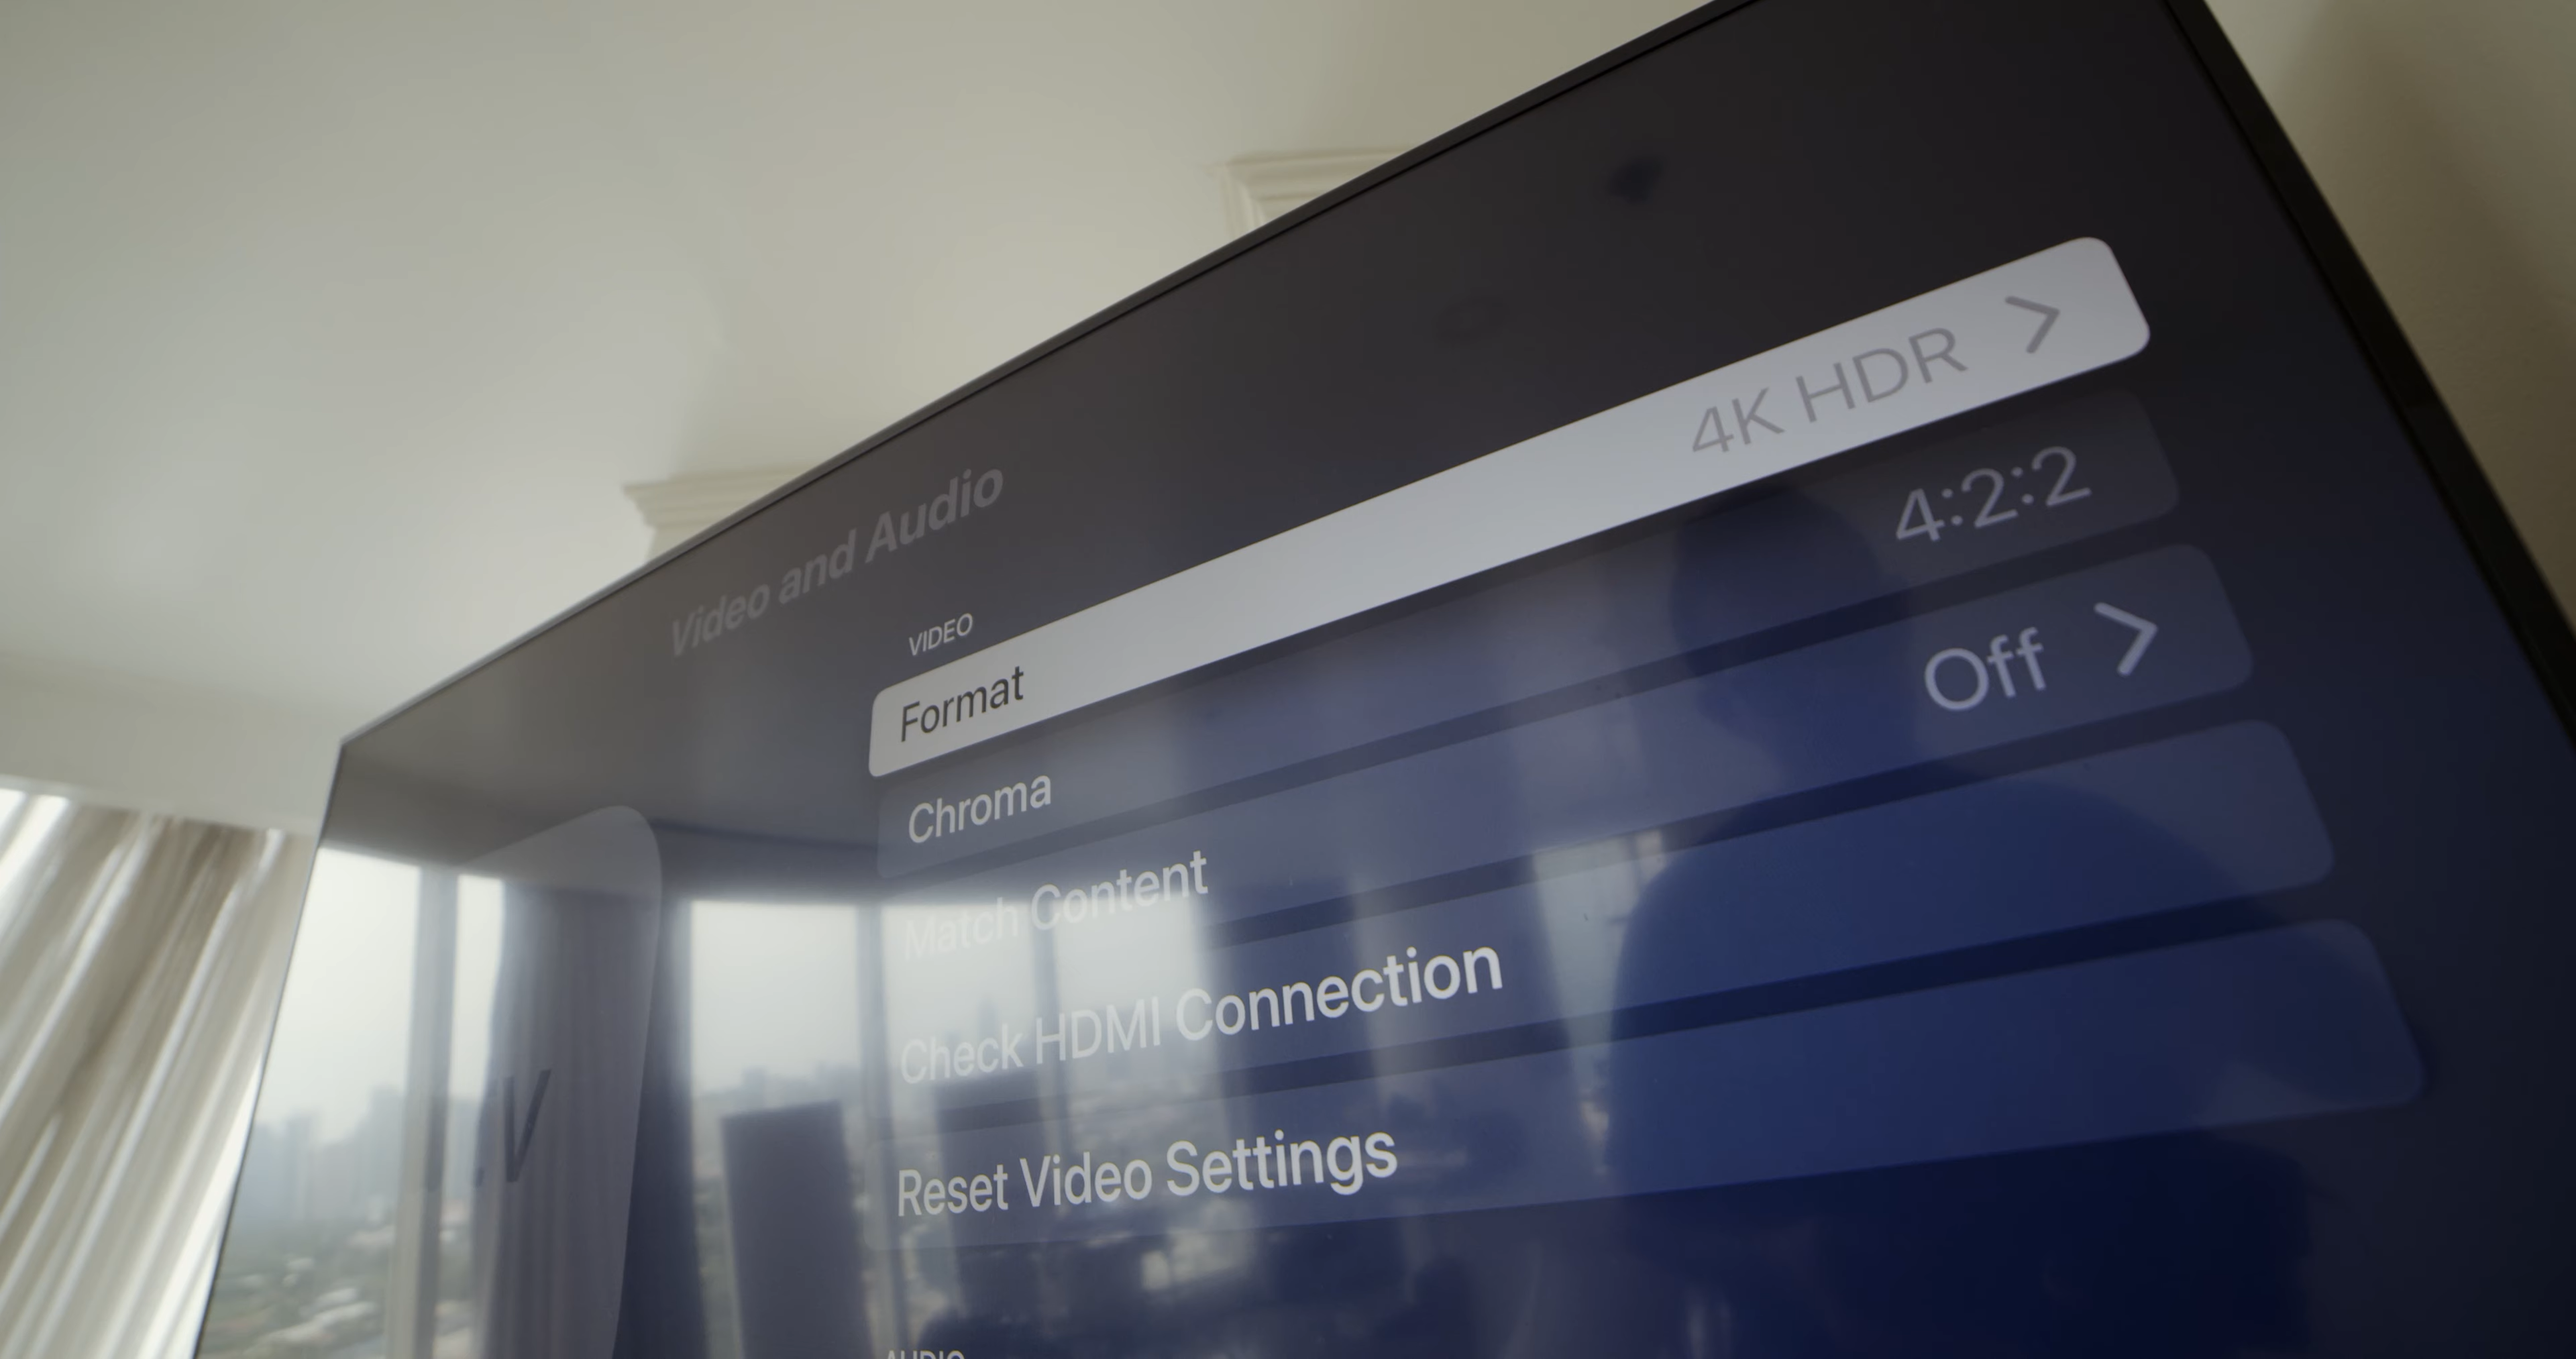 Video and Audio
VIDEO
Format 4K HDR
Chroma 4:2:2
Match Content Off
Check HDMI Connection
Reset Video Settings
AUDIO